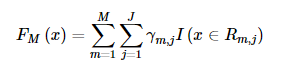 $F_M(x) = \sum_{m=1}^{M} \sum_{j=1}^{J} \gamma_{m,j} I(x \in R_{m,j})$